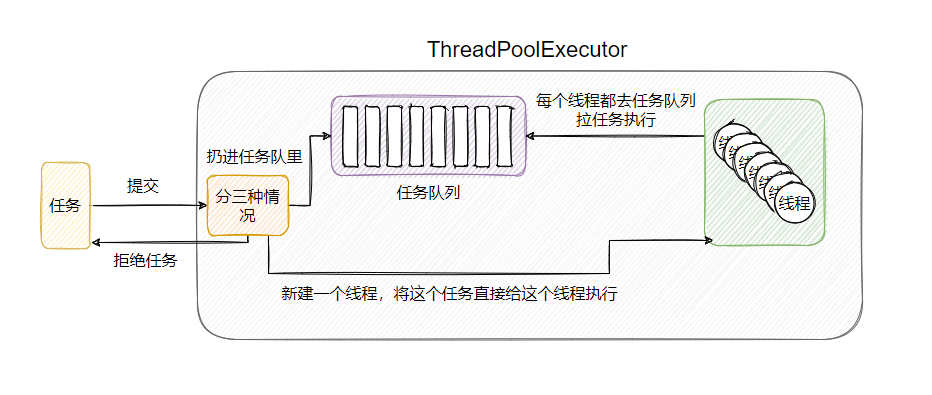 ThreadPoolExecutor
每个线程都去任务队列
拉任务执行
扔进任务队里
任务队列
任务
提交
分三种情
况
线程
拒绝任务
新建一个线程，将这个任务直接给这个线程执行